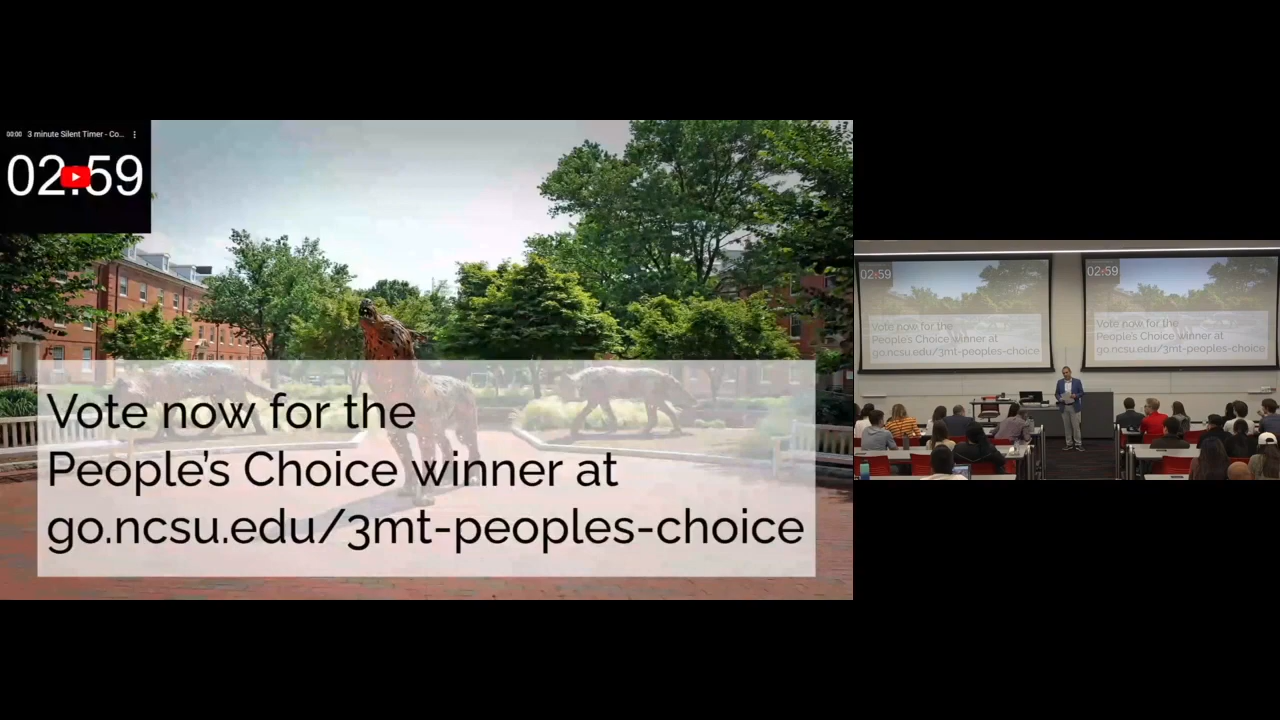 00:00 3 minute Silent Timer - Co...
02:59
Vote now for the
People's Choice winner at
go.ncsu.edu/3mt-peoples-choice
02:59
Vote now for the
People's Choice winner at
go.ncsu.edu/3mt-peoples-choice
02:59
Vote now for the
People's Choice winner at
go.ncsu.edu/3mt-peoples-choice